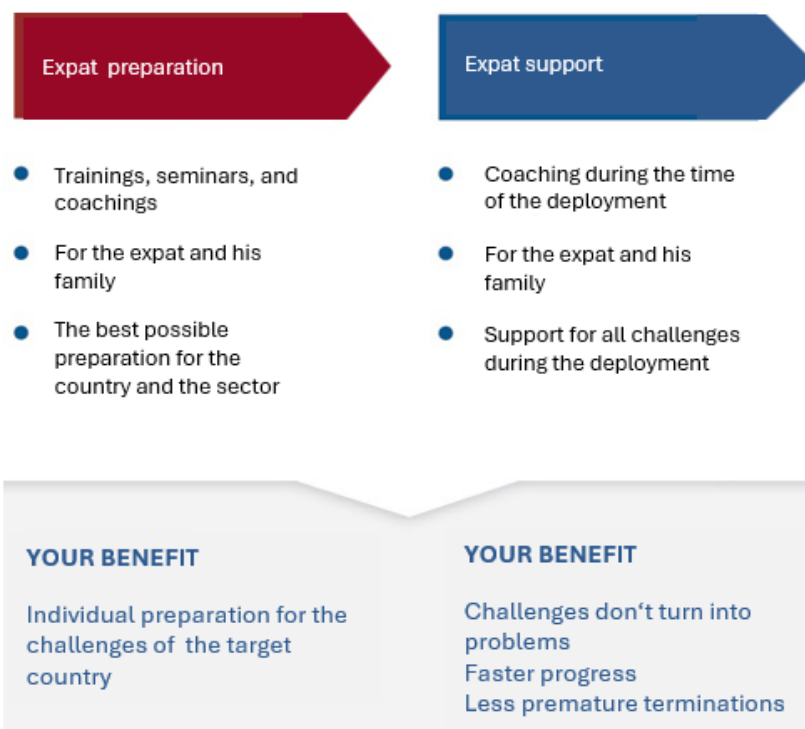 Expat preparation
Trainings, seminars, and
coachings
For the expat and his
family
The best possible
preparation for the
country and the sector
Expat support
Coaching during the time
of the deployment
For the expat and his
family
Support for all challenges
during the deployment
YOUR BENEFIT
Individual preparation for the
challenges of the target
country
YOUR BENEFIT
Challenges don‘t turn into
problems
Faster progress
Less premature terminations